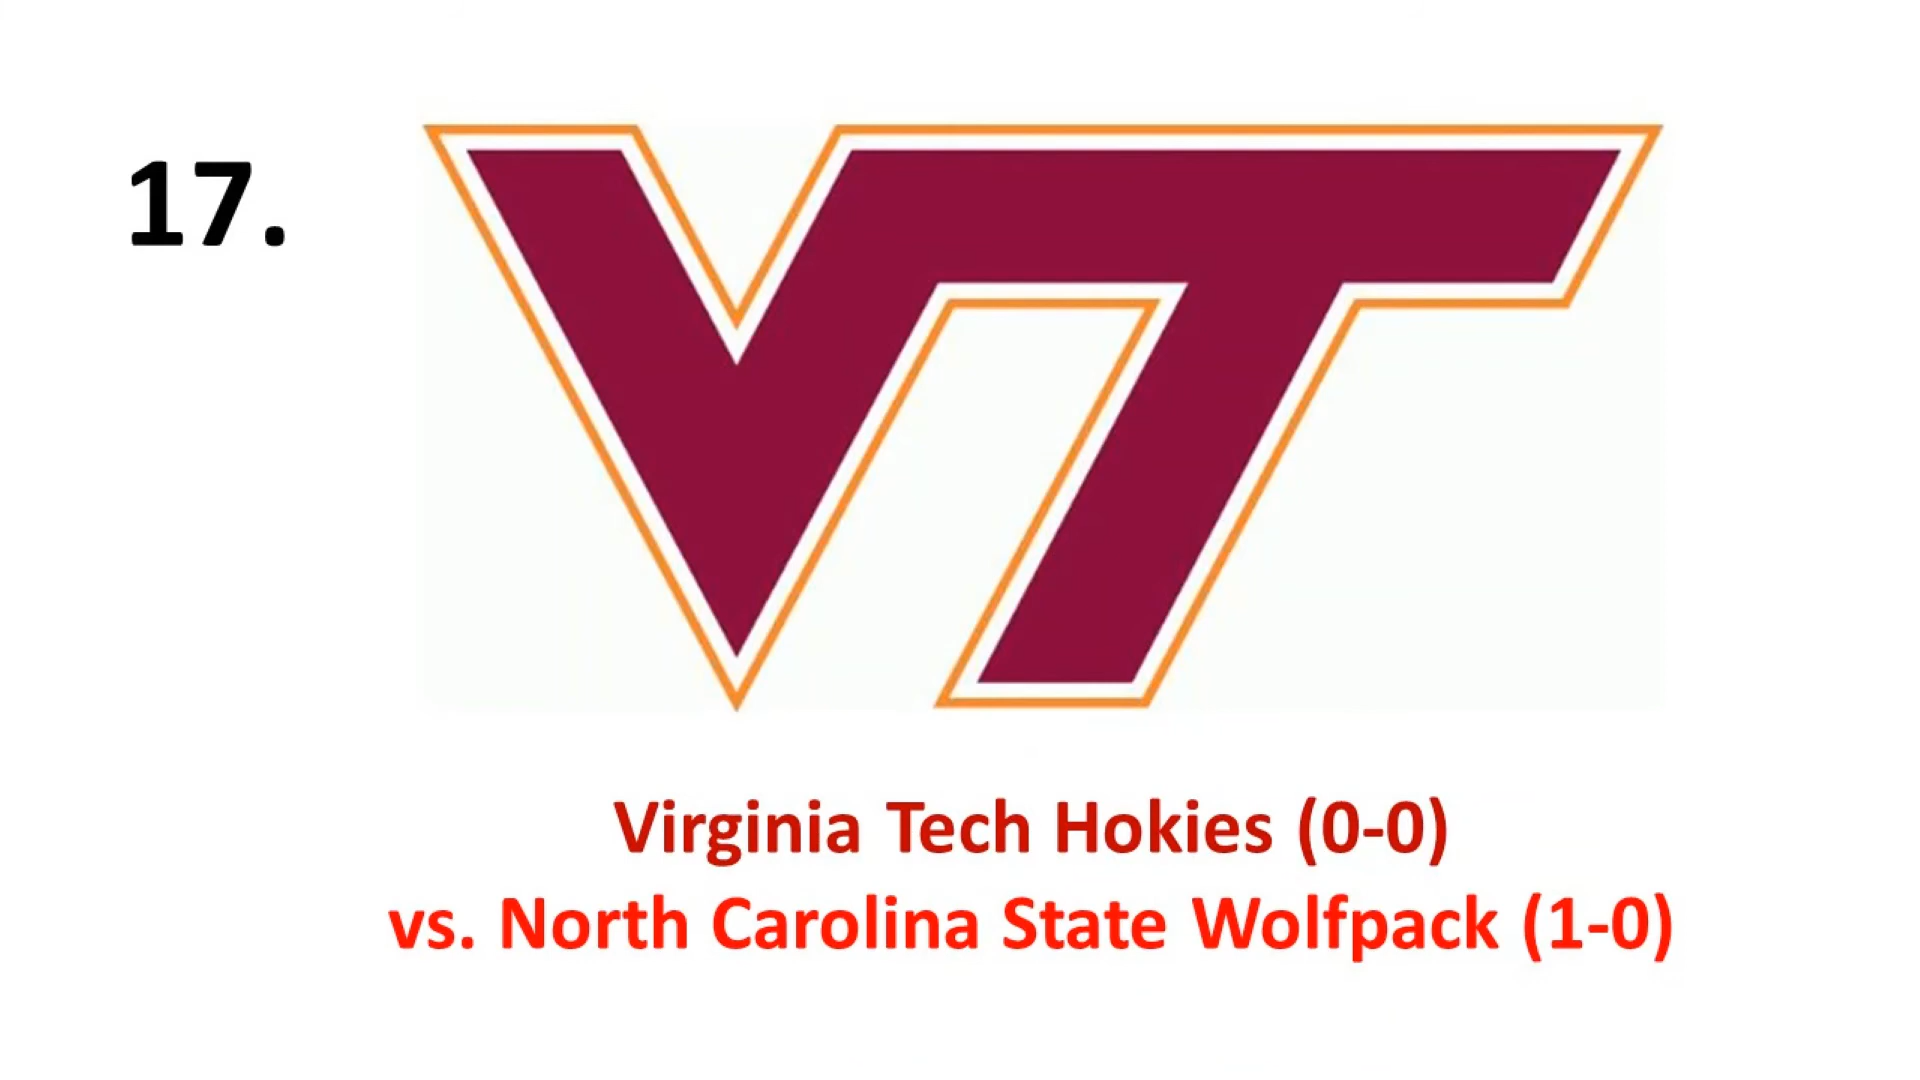 17.
VT
Virginia Tech Hokies (0-0)
vs. North Carolina State Wolfpack (1-0)